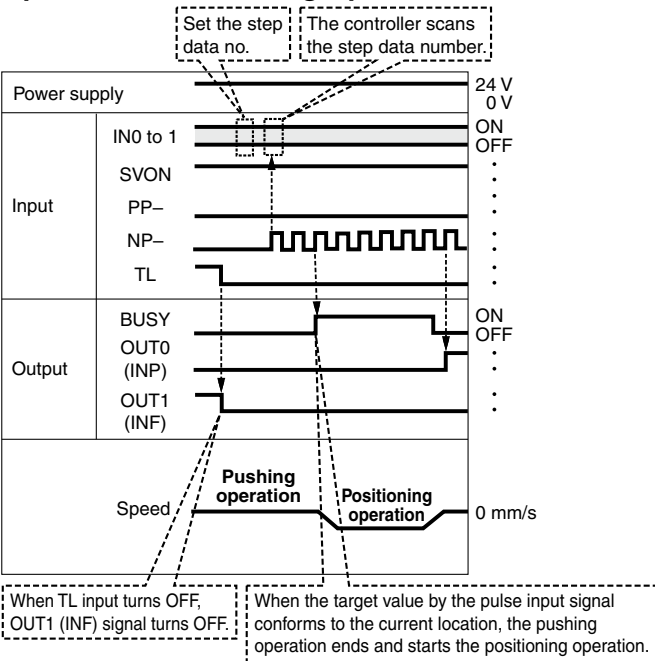 Set the step
data no.
The controller scans
the step data number.
Power supply
24 V
0 V
Input
IN0 to 1
ON
OFF
SVON
PP–
NP–
TL
Output
BUSY
ON
OFF
OUT0
(INP)
OUT1
(INF)
Pushing
operation
Positioning
operation
Speed
0 mm/s
When TL input turns OFF,
OUT1 (INF) signal turns OFF.
When the target value by the pulse input signal
conforms to the current location, the pushing
operation ends and starts the positioning operation.